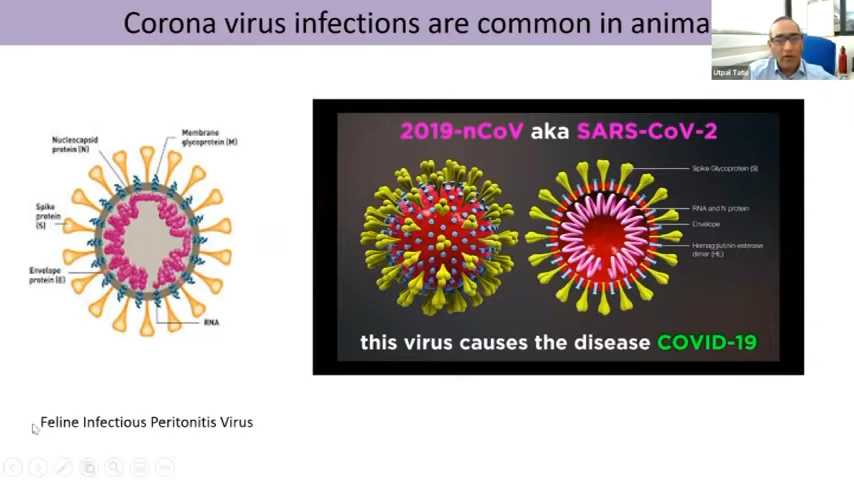 Corona virus infections are common in anima
Utpal Tatu
Nucleocapsid
protein (N)
Membrane
glycoprotein (M)
Spike
protein
(S)
Envelope
protein (E)
RNA
2019-nCoV aka SARS-CoV-2
Spike Glycoprotein (S)
RNA and N protein
Envelope
Hemagglutinin-esterase
dimer (HE)
this virus causes the disease COVID-19
Feline Infectious Peritonitis Virus